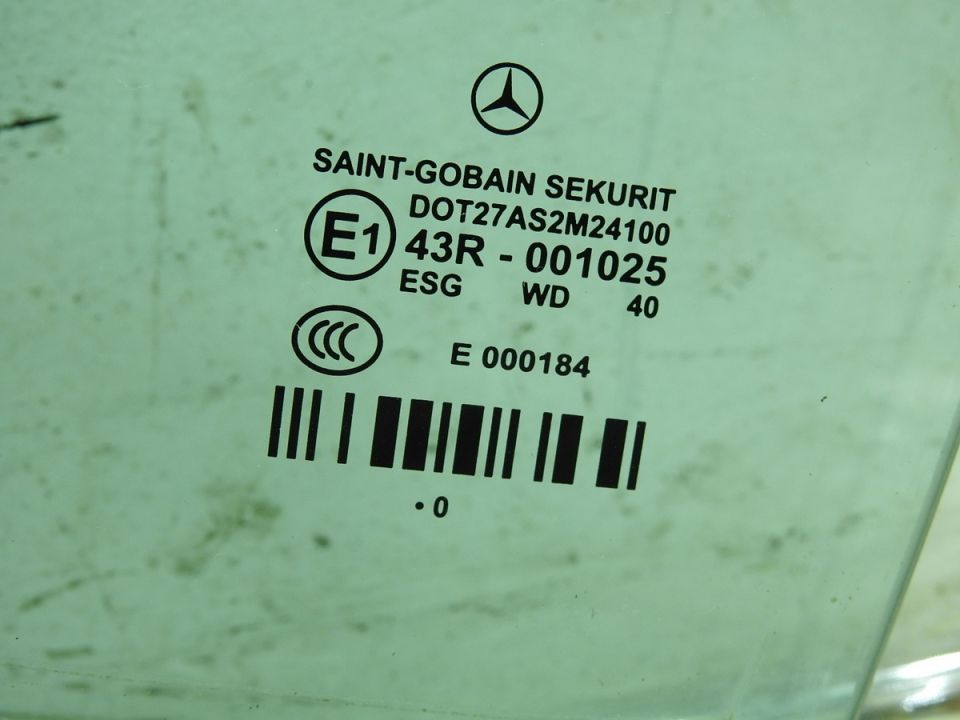 SAINT-GOBAIN SEKURIT
DOT27AS2M24100
E1 43R - 001025
ESG WD 40
CCC E 000184
• 0